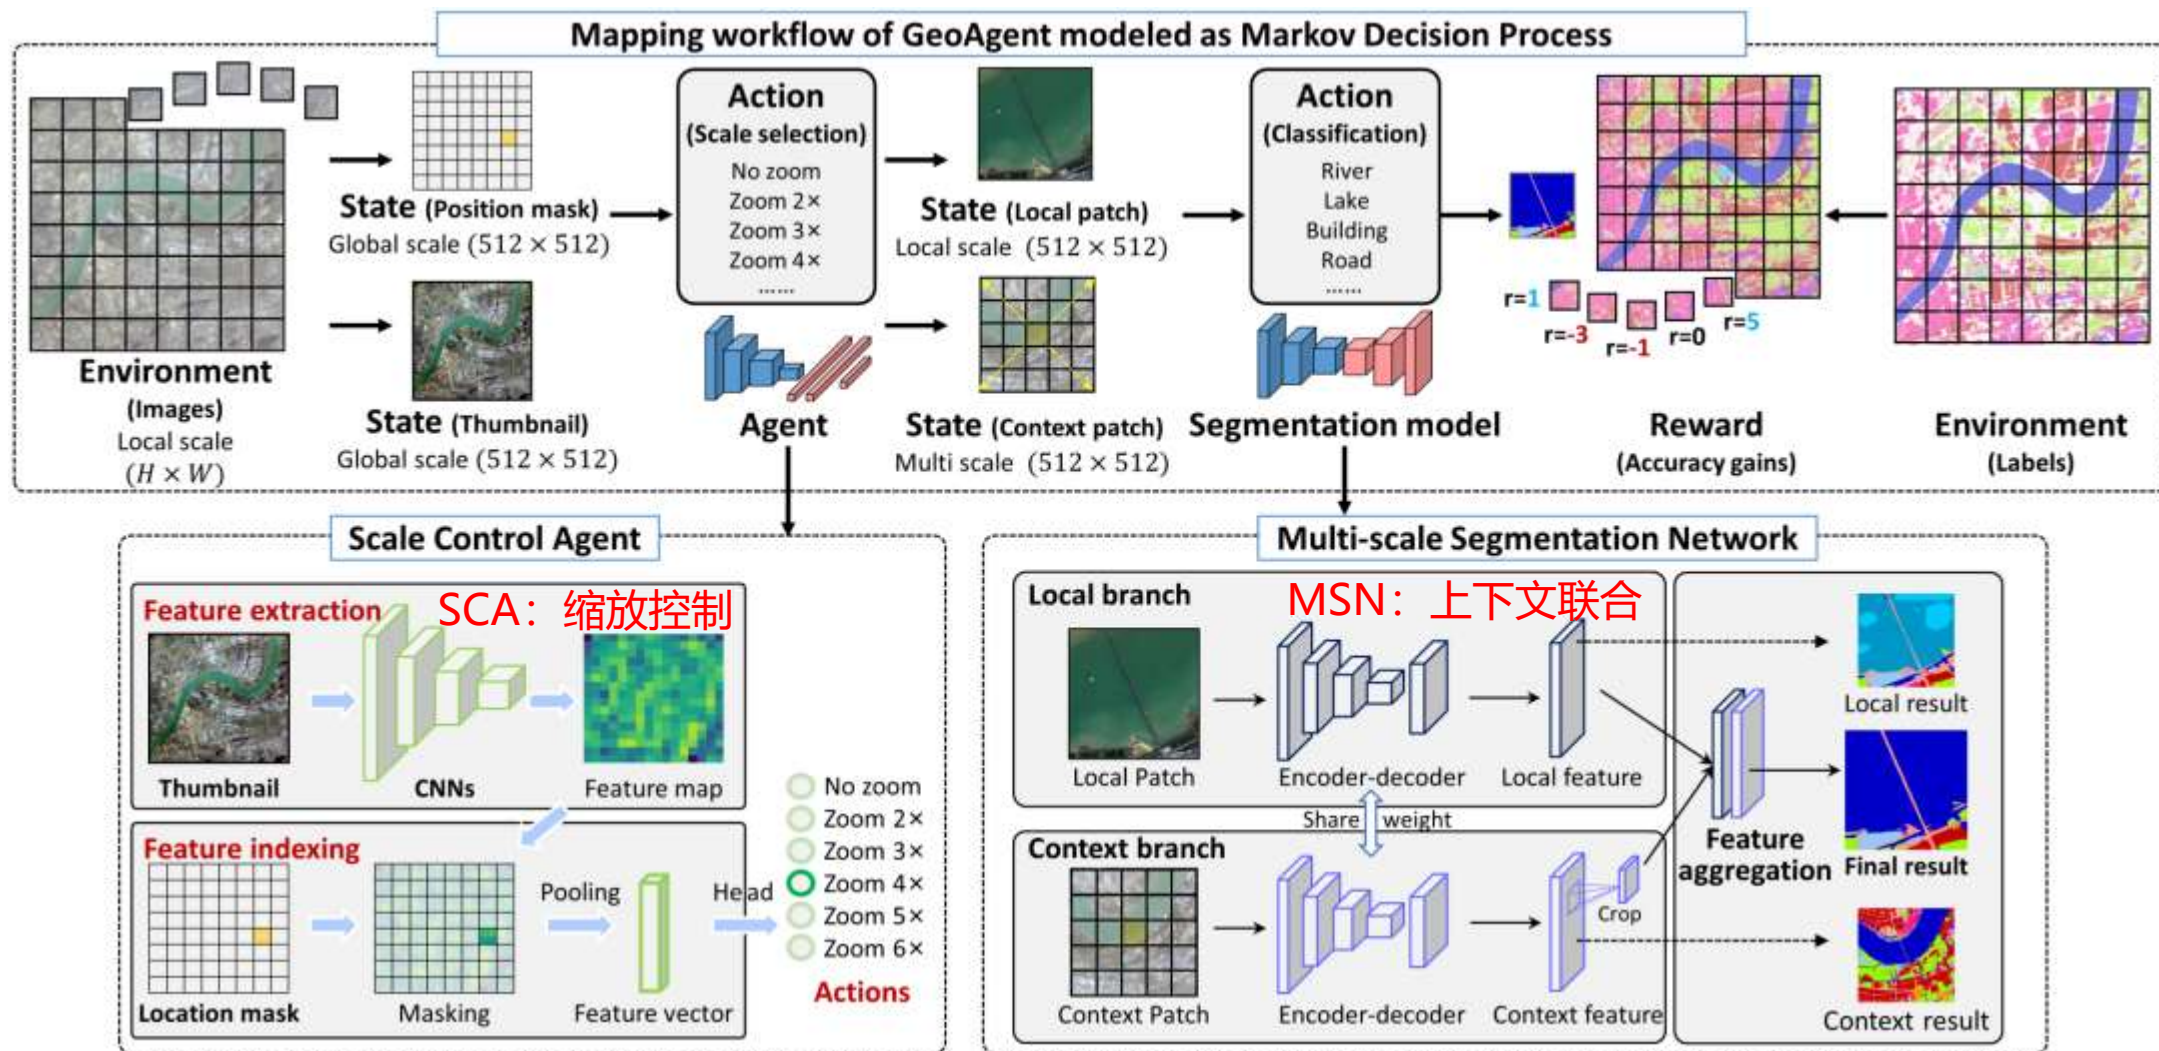 Mapping workflow of GeoAgent modeled as Markov Decision Process
Environment
(Images)
Local scale
(H × W)
State (Position mask)
Global scale (512 × 512)
State (Thumbnail)
Global scale (512 × 512)
Action
(Scale selection)
No zoom
Zoom 2×
Zoom 3×
Zoom 4×
......
Agent
State (Local patch)
Local scale (512 × 512)
State (Context patch)
Multi scale (512 × 512)
Action
(Classification)
River
Lake
Building
Road
......
Segmentation model
r=1
r=-3
r=-1
r=0
r=5
Reward
(Accuracy gains)
Environment
(Labels)
Scale Control Agent
Feature extraction
SCA：缩放控制
Thumbnail
CNNs
Feature map
Feature indexing
Location mask
Masking
Pooling
Feature vector
Head
No zoom
Zoom 2×
Zoom 3×
Zoom 4×
Zoom 5×
Zoom 6×
Actions
Multi-scale Segmentation Network
Local branch
MSN：上下文联合
Local Patch
Encoder-decoder
Local feature
Share weight
Context branch
Context Patch
Encoder-decoder
Context feature
Crop
Feature
aggregation
Local result
Final result
Context result